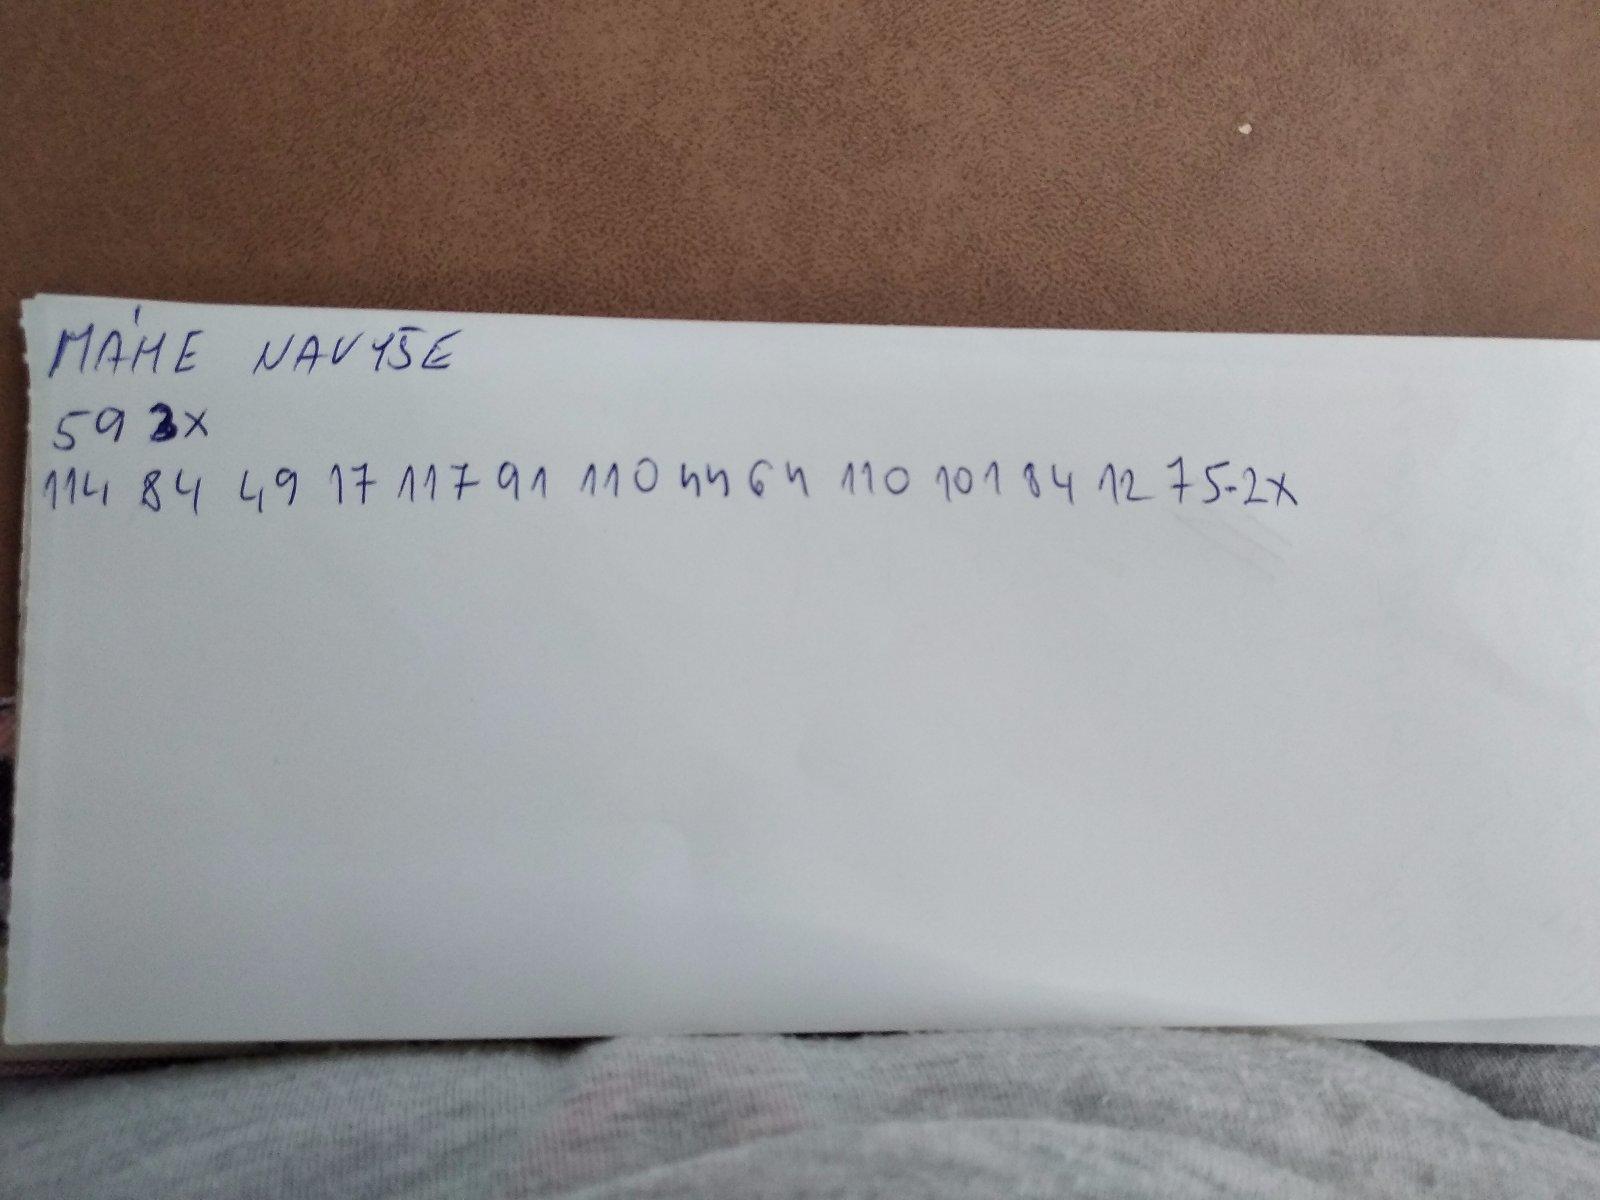 MÁME NAVYŠE
59 3x
114 84 49 17 117 91 110 44 64 110 101 84 12 75-2x